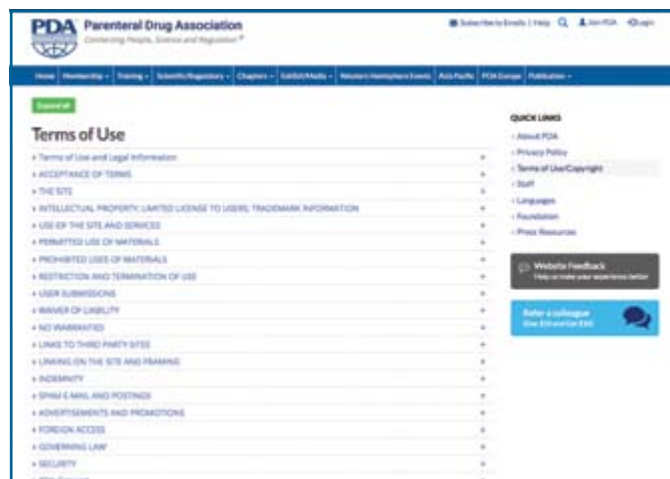 PDA Parenteral Drug Association
Connecting People, Science and Regulation ®
Subscribe to Emails | Help Join PDA Login
Home Membership Training Scientific/Regulatory Chapters Exhibit/Media Western Hemisphere Events Asia Pacific PDA Europe Publication
Expand all
Terms of Use
Terms of Use and Legal Information +
ACCEPTANCE OF TERMS +
THE SITE +
INTELLECTUAL PROPERTY; LIMITED LICENSE TO USERS; TRADEMARK INFORMATION +
USE OF THE SITE AND SERVICES +
PERMITTED USE OF MATERIALS +
PROHIBITED USES OF MATERIALS +
RESTRICTION AND TERMINATION OF USE +
USER SUBMISSIONS +
WAIVER OF LIABILITY +
NO WARRANTIES +
LINKS TO THIRD PARTY SITES +
LINKING ON THE SITE AND FRAMING +
INDEMNITY +
SPAM E-MAIL AND POSTINGS +
ADVERTISEMENTS AND PROMOTIONS +
FOREIGN ACCESS +
GOVERNING LAW +
SECURITY +
QUICK LINKS
About PDA
Privacy Policy
Terms of Use/Copyright
Staff
Languages
Foundation
Press Resources
Website Feedback
Help us make your experience better
Refer a colleague
Give $10 and Get $10!